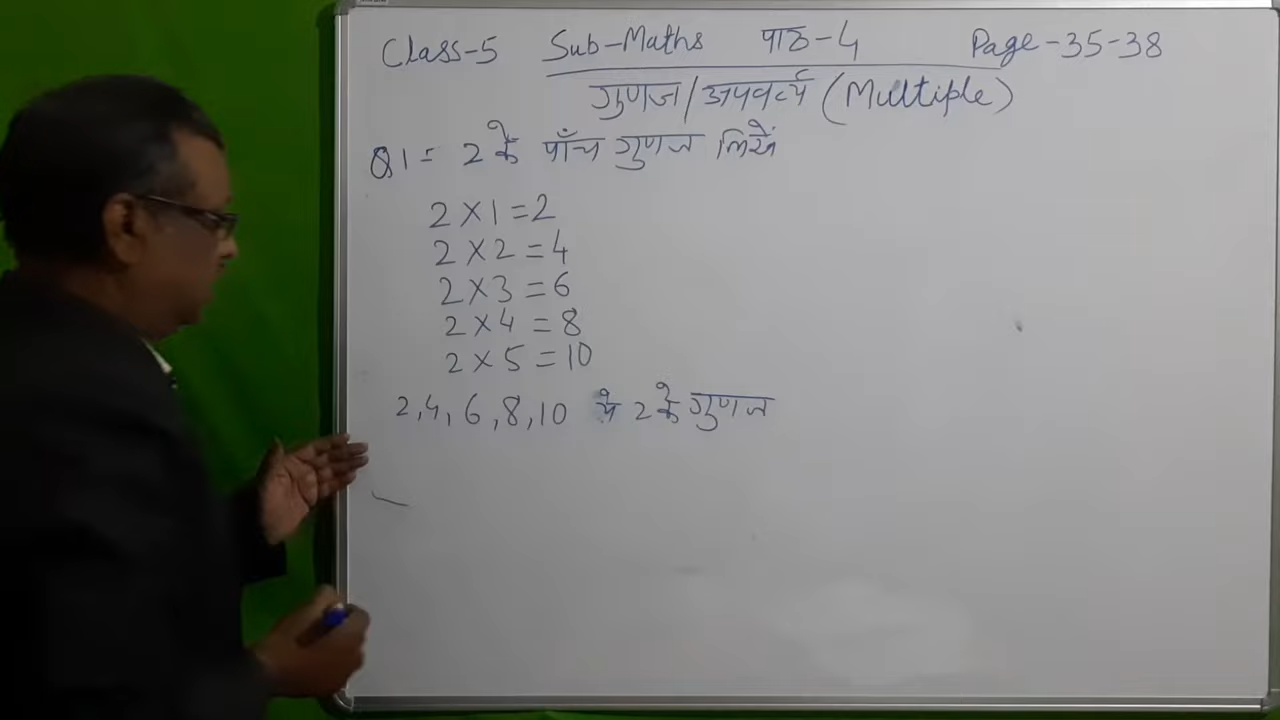 Class-5 Sub-Maths पाठ-4 Page-35-38
गुणज/अपवर्त्य (Multiple)
Q1= 2 के पाँच गुणज लिखें
2×1=2
2×2=4
2×3=6
2×4=8
2×5=10
2,4,6,8,10 ये 2 के गुणज